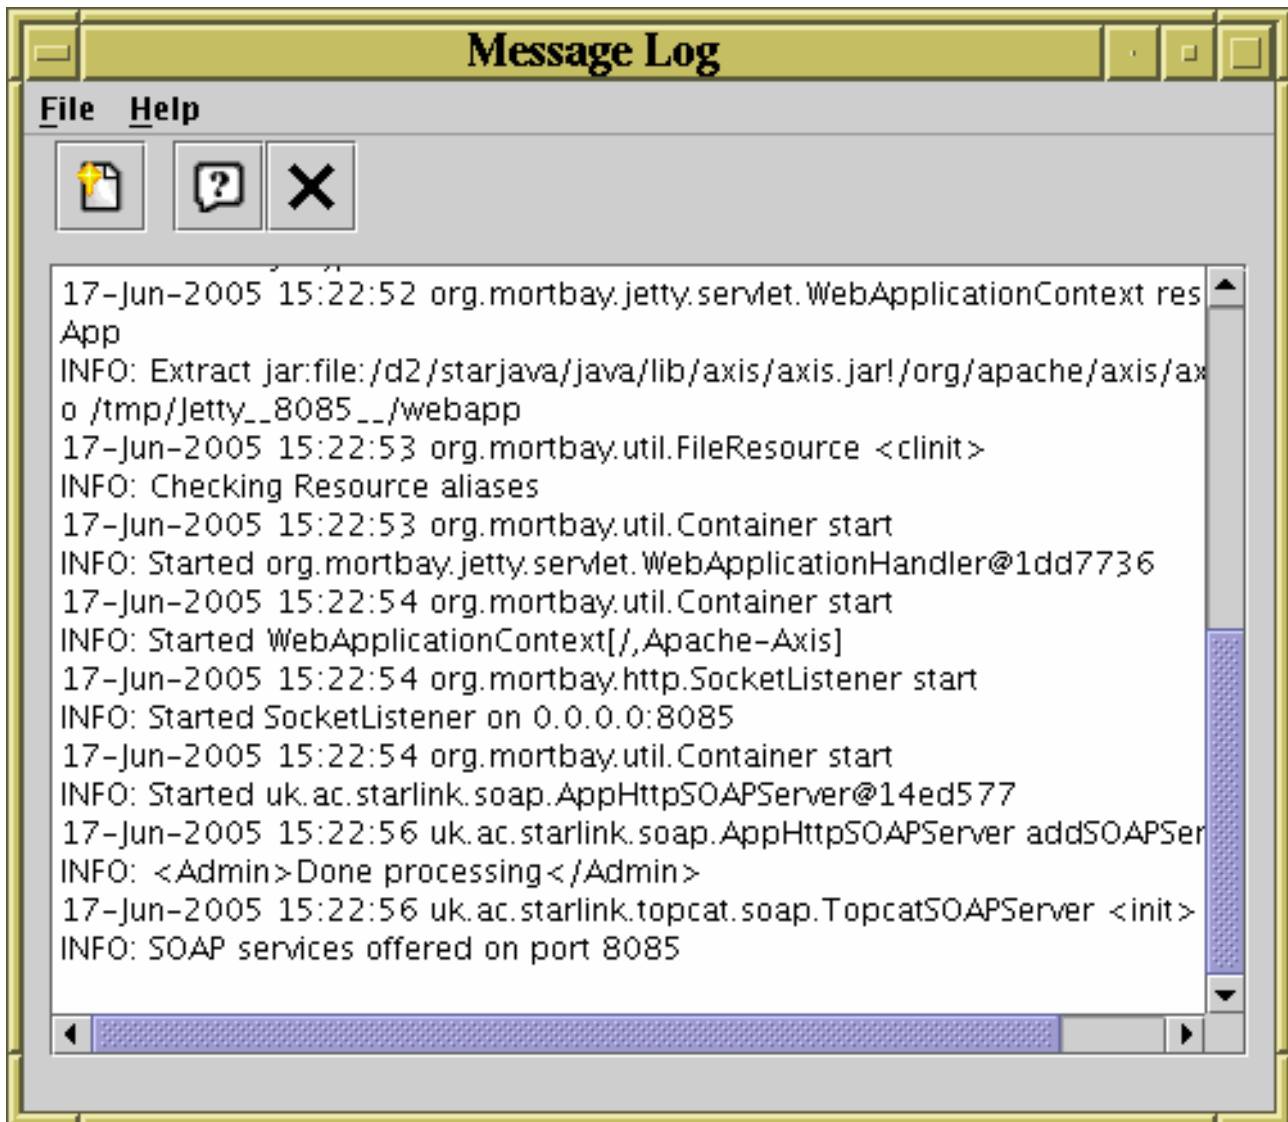 Message Log
File Help
17-Jun-2005 15:22:52 org.mortbay.jetty.servlet.WebApplicationContext res
App
INFO: Extract jar:file:/d2/starjava/java/lib/axis/axis.jar!/org/apache/axis/ax
o /tmp/Jetty__8085__/webapp
17-Jun-2005 15:22:53 org.mortbay.util.FileResource <clinit>
INFO: Checking Resource aliases
17-Jun-2005 15:22:53 org.mortbay.util.Container start
INFO: Started org.mortbay.jetty.servlet.WebApplicationHandler@1dd7736
17-Jun-2005 15:22:54 org.mortbay.util.Container start
INFO: Started WebApplicationContext[/,Apache-Axis]
17-Jun-2005 15:22:54 org.mortbay.http.SocketListener start
INFO: Started SocketListener on 0.0.0.0:8085
17-Jun-2005 15:22:54 org.mortbay.util.Container start
INFO: Started uk.ac.starlink.soap.AppHttpSOAPServer@14ed577
17-Jun-2005 15:22:56 uk.ac.starlink.soap.AppHttpSOAPServer addSOAPSer
INFO: <Admin>Done processing</Admin>
17-Jun-2005 15:22:56 uk.ac.starlink.topcat.soap.TopcatSOAPServer <init>
INFO: SOAP services offered on port 8085